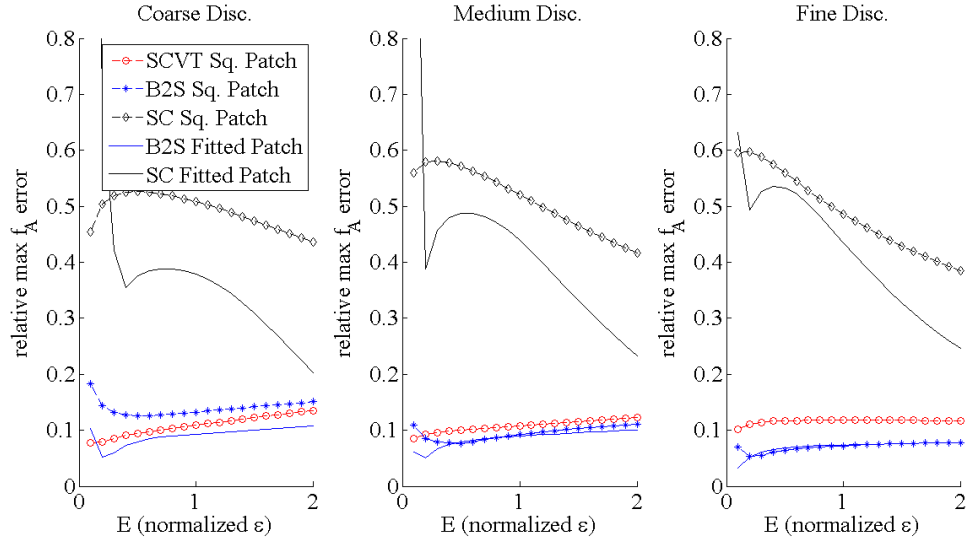 Coarse Disc.
0.8
0.7
0.6
0.5
0.4
0.3
0.2
0.1
0
0
1
2
relative max f_A error
E (normalized ε)
SCVT Sq. Patch
B2S Sq. Patch
SC Sq. Patch
B2S Fitted Patch
SC Fitted Patch
Medium Disc.
0.8
0.7
0.6
0.5
0.4
0.3
0.2
0.1
0
0
1
2
relative max f_A error
E (normalized ε)
Fine Disc.
0.8
0.7
0.6
0.5
0.4
0.3
0.2
0.1
0
0
1
2
relative max f_A error
E (normalized ε)